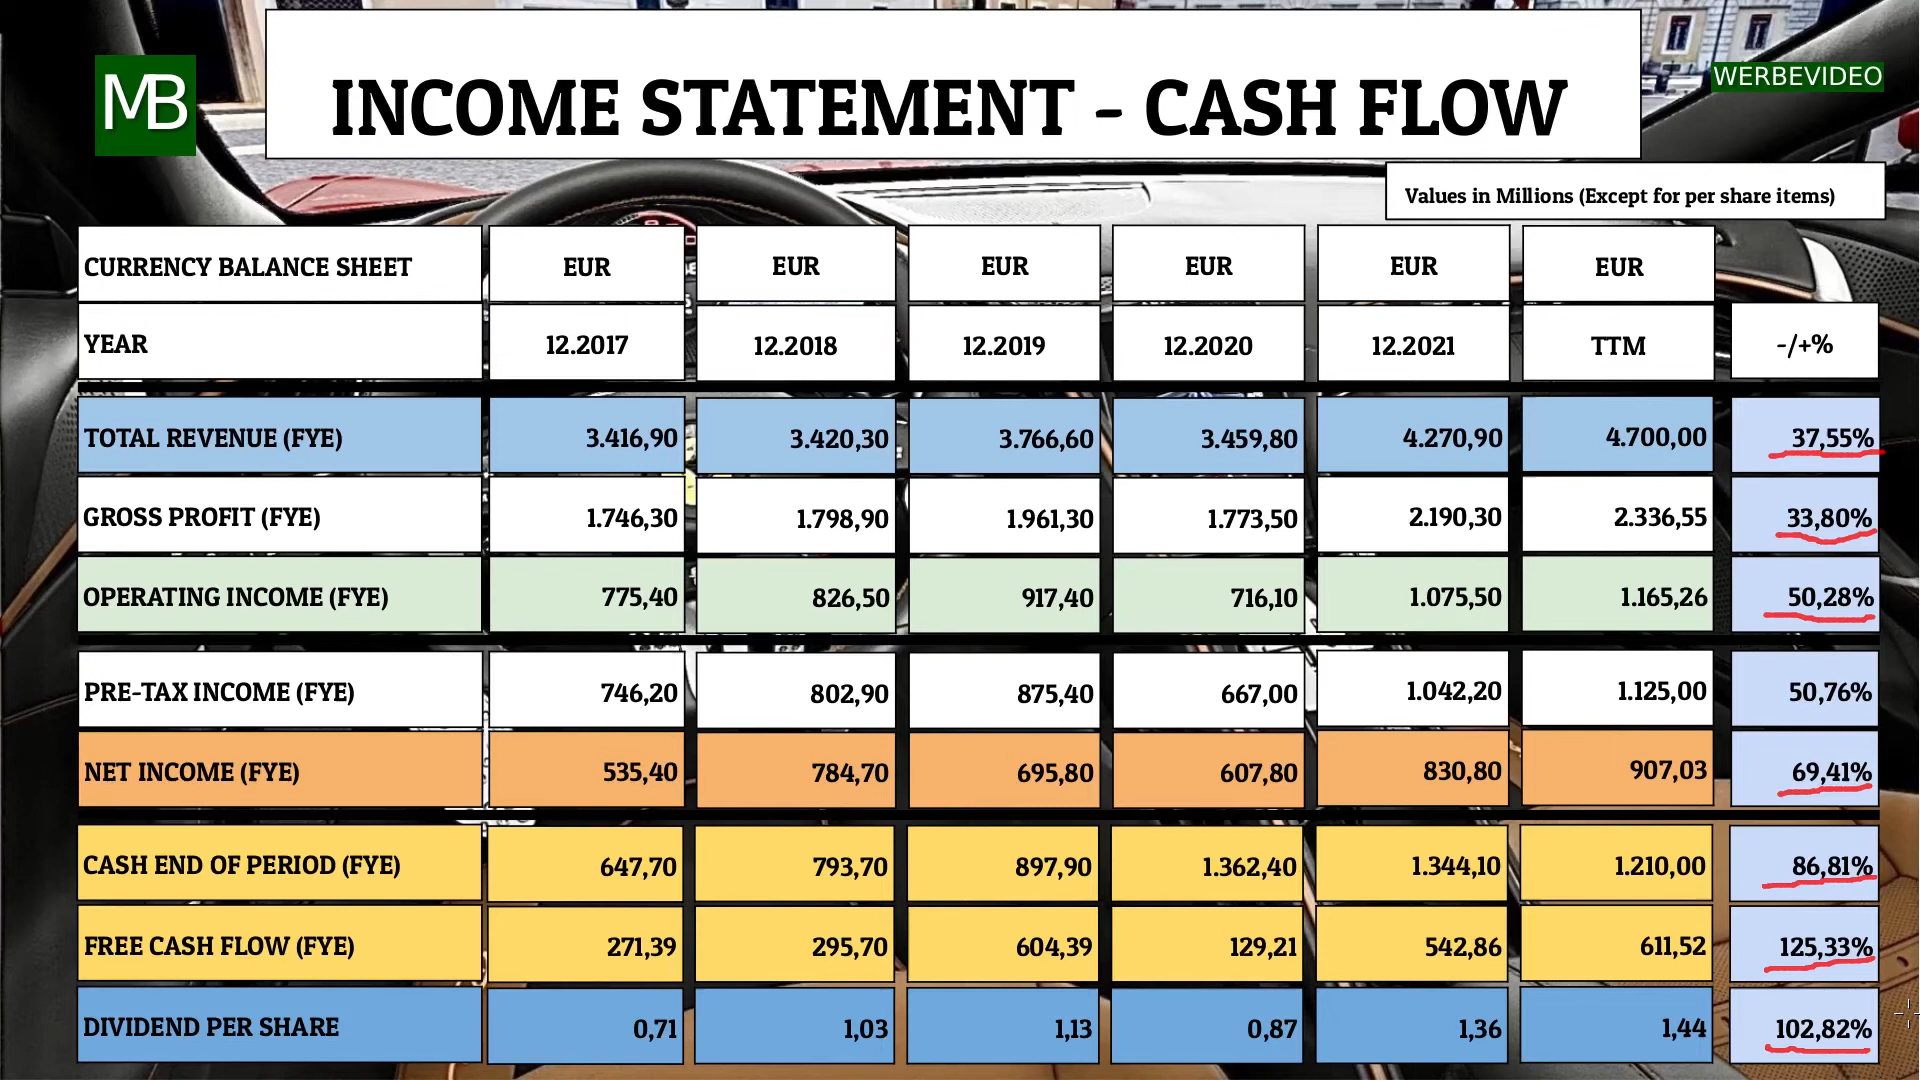 MB
INCOME STATEMENT - CASH FLOW
WERBEVIDEO
Values in Millions (Except for per share items)
CURRENCY BALANCE SHEET EUR EUR EUR EUR EUR EUR
YEAR 12.2017 12.2018 12.2019 12.2020 12.2021 TTM -/+%
TOTAL REVENUE (FYE) 3.416,90 3.420,30 3.766,60 3.459,80 4.270,90 4.700,00 37,55%
GROSS PROFIT (FYE) 1.746,30 1.798,90 1.961,30 1.773,50 2.190,30 2.336,55 33,80%
OPERATING INCOME (FYE) 775,40 826,50 917,40 716,10 1.075,50 1.165,26 50,28%
PRE-TAX INCOME (FYE) 746,20 802,90 875,40 667,00 1.042,20 1.125,00 50,76%
NET INCOME (FYE) 535,40 784,70 695,80 607,80 830,80 907,03 69,41%
CASH END OF PERIOD (FYE) 647,70 793,70 897,90 1.362,40 1.344,10 1.210,00 86,81%
FREE CASH FLOW (FYE) 271,39 295,70 604,39 129,21 542,86 611,52 125,33%
DIVIDEND PER SHARE 0,71 1,03 1,13 0,87 1,36 1,44 102,82%